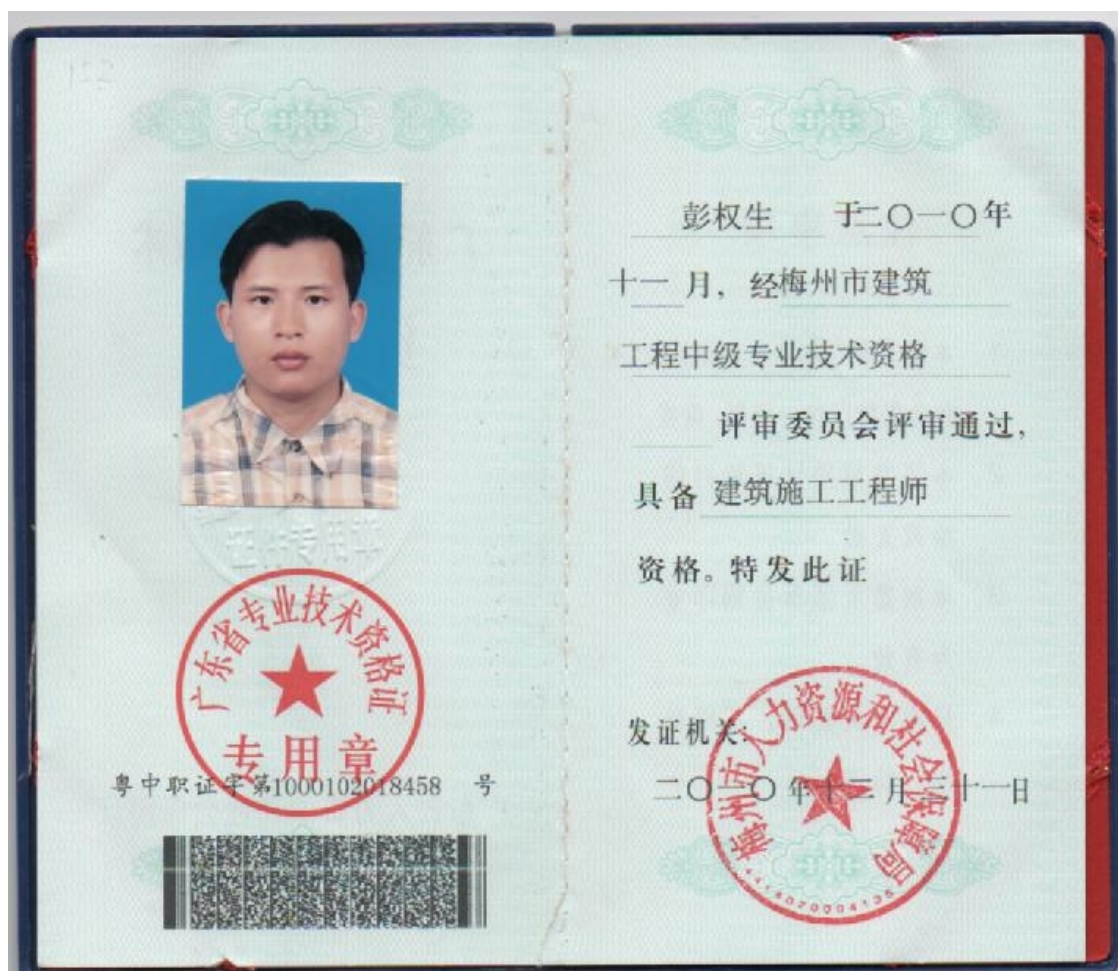 证件专用章
广东省专业技术资格证
专用章
粤中职证字第1000102018458 号
彭权生 于二〇一〇年
十一 月，经梅州市建筑
工程中级专业技术资格
评审委员会评审通过，
具备 建筑施工工程师
资格。特发此证
发证机关：
二〇一〇年十二月三十一日
梅州市人力资源和社会保障局